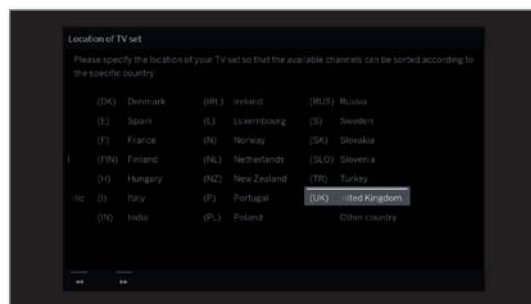 Location of TV set
Please specify the location of your TV set so that the available channels can be sorted according to
the specific country
(DK) Denmark (IRL) Ireland (RUS) Russia
(E) Spain (L) Luxembourg (S) Sweden
(F) France (N) Norway (SK) Slovakia
(FIN) Finland (NL) Netherlands (SLO) Slovenia
(H) Hungary (NZ) New Zealand (TR) Turkey
lic (I) Italy (P) Portugal (UK) United Kingdom
(IN) India (PL) Poland Other country